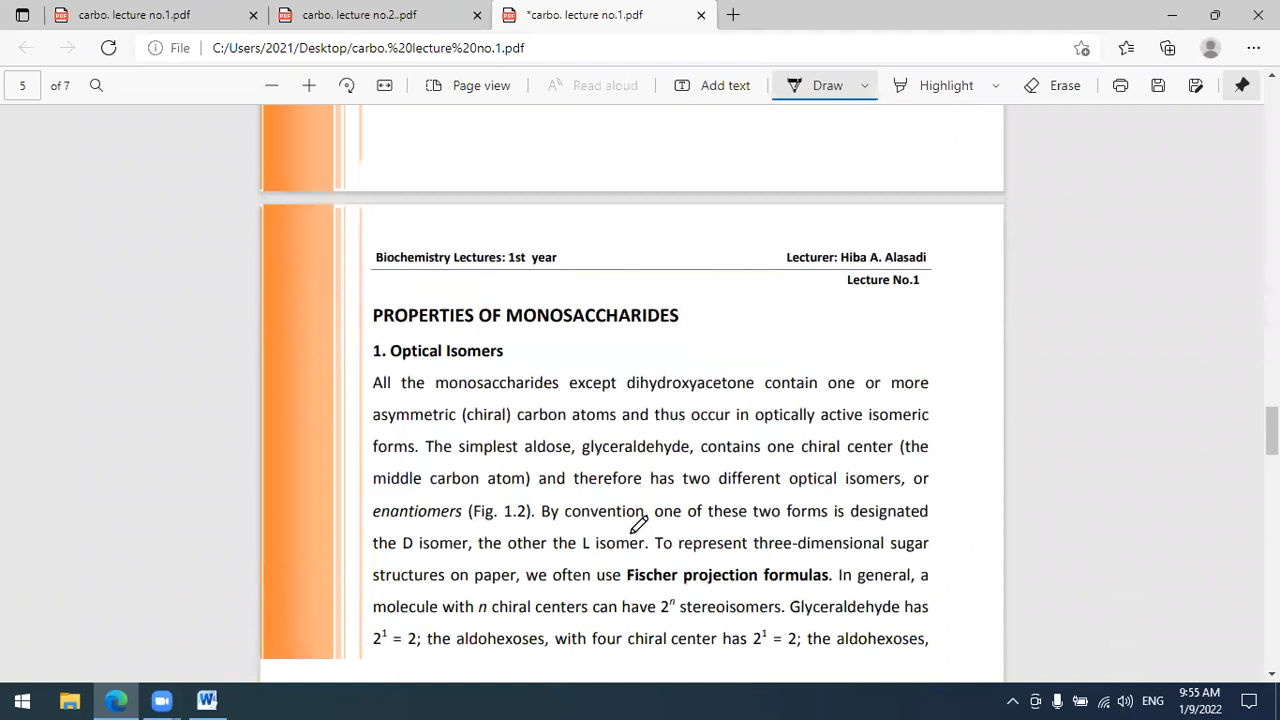 carbo. lecture no.1.pdf
carbo. lecture no.2..pdf
*carbo. lecture no.1.pdf
File
C:/Users/2021/Desktop/carbo.%20lecture%20no.1.pdf
5 of 7
Page view
Read aloud
Add text
Draw
Highlight
Erase
Biochemistry Lectures: 1st year
Lecturer: Hiba A. Alasadi
Lecture No.1
PROPERTIES OF MONOSACCHARIDES
1. Optical Isomers
All the monosaccharides except dihydroxyacetone contain one or more
asymmetric (chiral) carbon atoms and thus occur in optically active isomeric
forms. The simplest aldose, glyceraldehyde, contains one chiral center (the
middle carbon atom) and therefore has two different optical isomers, or
enantiomers (Fig. 1.2). By convention, one of these two forms is designated
the D isomer, the other the L isomer. To represent three-dimensional sugar
structures on paper, we often use Fischer projection formulas. In general, a
molecule with n chiral centers can have 2ⁿ stereoisomers. Glyceraldehyde has
2¹ = 2; the aldohexoses, with four chiral center has 2¹ = 2; the aldohexoses,
ENG
9:55 AM
1/9/2022